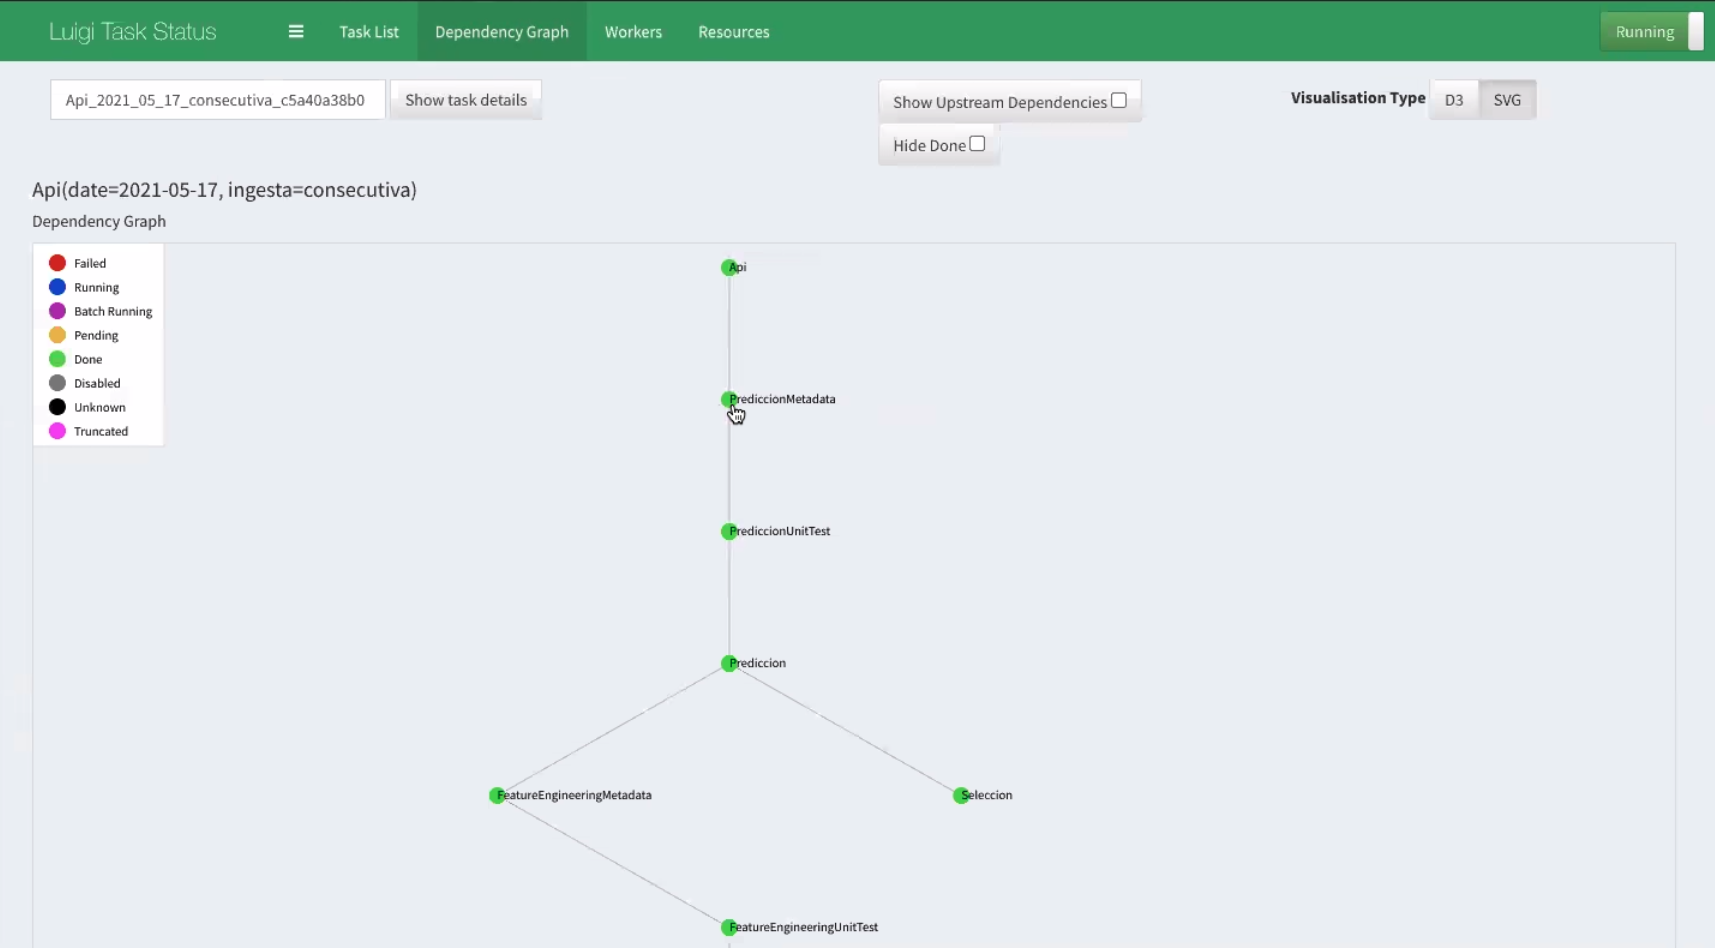 Luigi Task Status
Task List
Dependency Graph
Workers
Resources
Running
Api_2021_05_17_consecutiva_c5a40a38b0
Show task details
Show Upstream Dependencies
Hide Done
Visualisation Type
D3
SVG
Api(date=2021-05-17, ingesta=consecutiva)
Dependency Graph
Failed
Running
Batch Running
Pending
Done
Disabled
Unknown
Truncated
Api
PrediccionMetadata
PrediccionUnitTest
Prediccion
FeatureEngineeringMetadata
Seleccion
FeatureEngineeringUnitTest